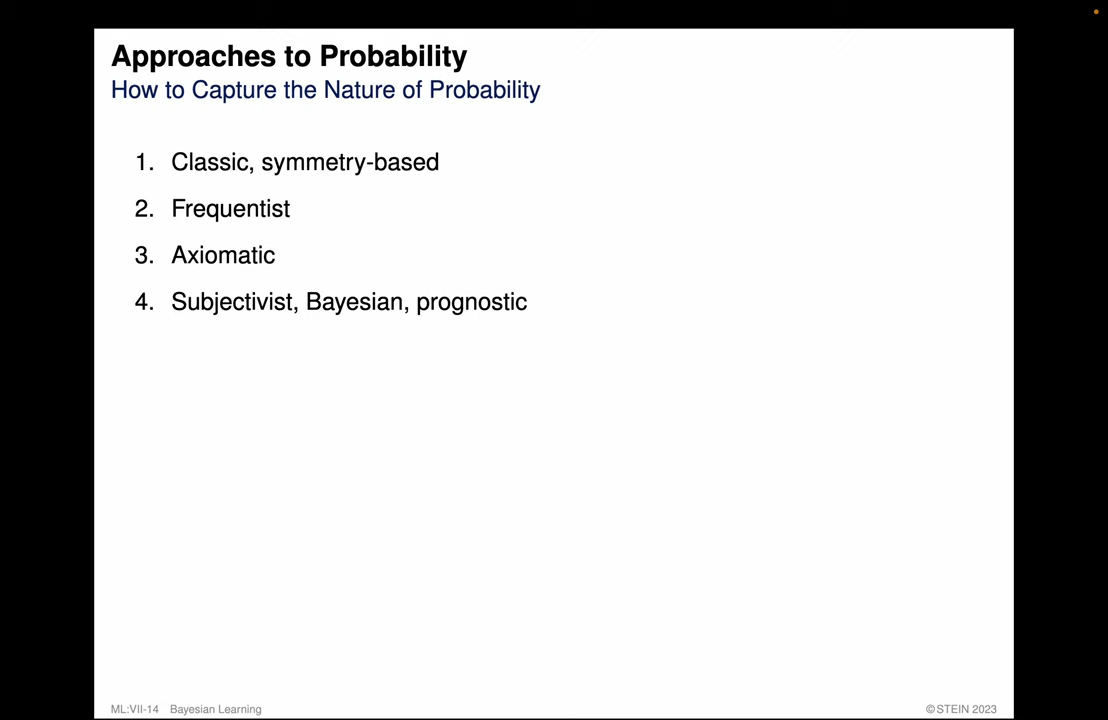 Approaches to Probability
How to Capture the Nature of Probability
1. Classic, symmetry-based
2. Frequentist
3. Axiomatic
4. Subjectivist, Bayesian, prognostic
ML:VII-14 Bayesian Learning
© STEIN 2023